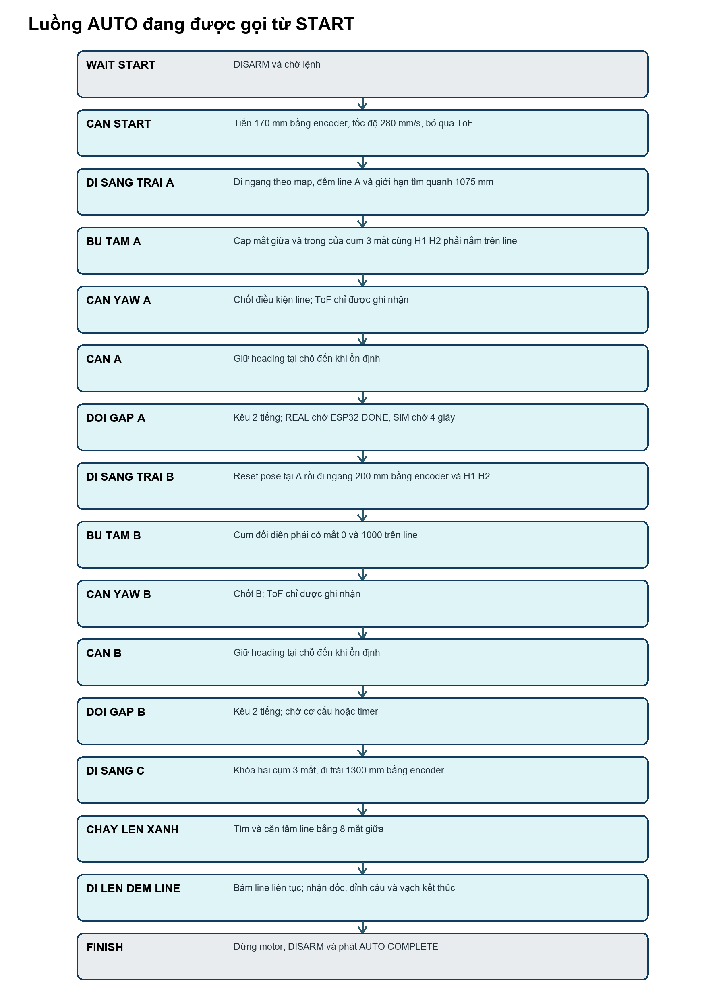 Luồng AUTO đang được gọi từ START
WAIT START
DISARM và chờ lệnh
CAN START
Tiến 170 mm bằng encoder, tốc độ 280 mm/s, bỏ qua ToF
DI SANG TRAI A
Đi ngang theo map, đếm line A và giới hạn tìm quanh 1075 mm
BU TAM A
Cặp mắt giữa và trong của cụm 3 mắt cùng H1 H2 phải nằm trên line
CAN YAW A
Chốt điều kiện line; ToF chỉ được ghi nhận
CAN A
Giữ heading tại chỗ đến khi ổn định
DOI GAP A
Kêu 2 tiếng; REAL chờ ESP32 DONE, SIM chờ 4 giây
DI SANG TRAI B
Reset pose tại A rồi đi ngang 200 mm bằng encoder và H1 H2
BU TAM B
Cụm đối diện phải có mắt 0 và 1000 trên line
CAN YAW B
Chốt B; ToF chỉ được ghi nhận
CAN B
Giữ heading tại chỗ đến khi ổn định
DOI GAP B
Kêu 2 tiếng; chờ cơ cấu hoặc timer
DI SANG C
Khóa hai cụm 3 mắt, đi trái 1300 mm bằng encoder
CHAY LEN XANH
Tìm và căn tâm line bằng 8 mắt giữa
DI LEN DEM LINE
Bám line liên tục; nhận dốc, đỉnh cầu và vạch kết thúc
FINISH
Dừng motor, DISARM và phát AUTO COMPLETE